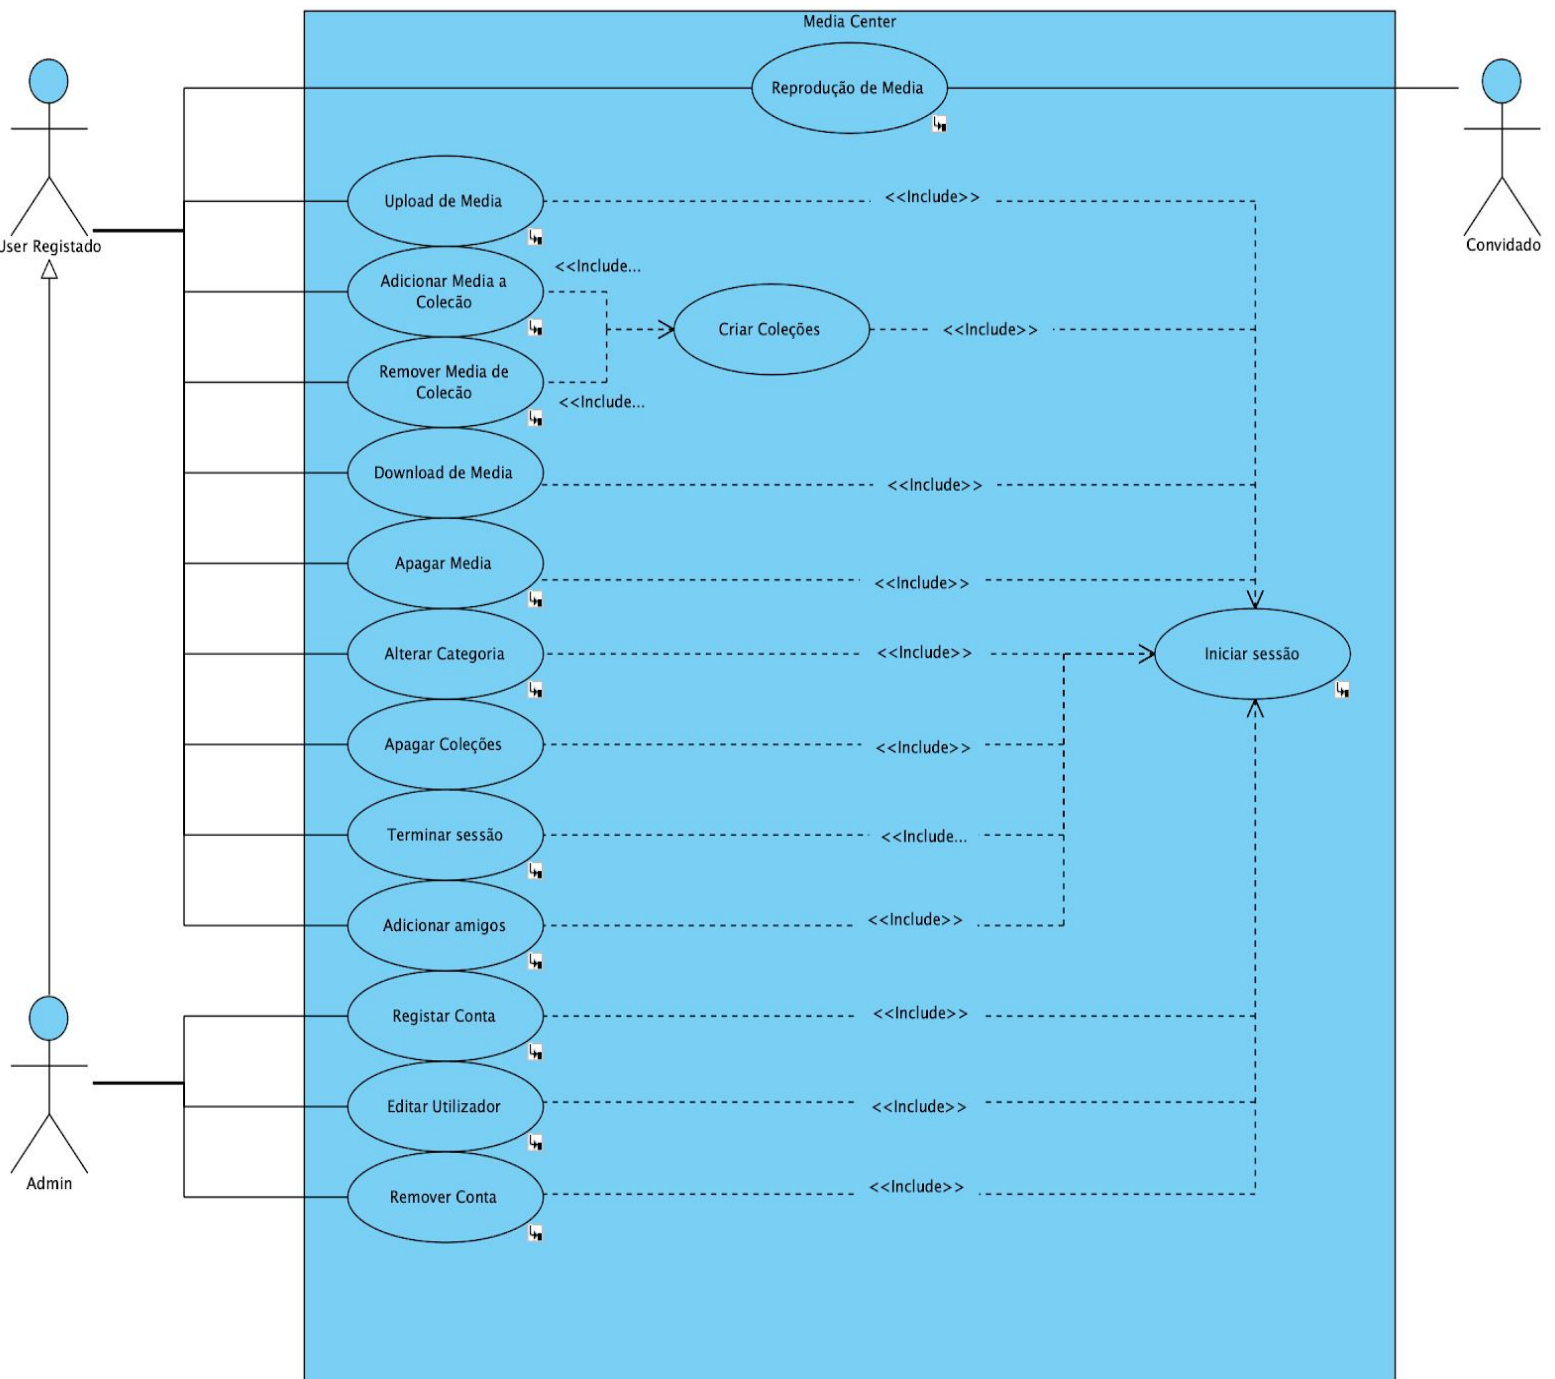 Media Center
Reprodução de Media
Upload de Media
<<Include>>
User Registado
Convidado
<<Include...
Adicionar Media a
Colecão
Criar Coleções
<<Include>>
Remover Media de
Colecão
<<Include...
Download de Media
<<Include>>
Apagar Media
<<Include>>
Alterar Categoria
<<Include>>
Iniciar sessão
Apagar Coleções
<<Include>>
Terminar sessão
<<Include...
Adicionar amigos
<<Include>>
Registar Conta
<<Include>>
Editar Utilizador
<<Include>>
Admin
Remover Conta
<<Include>>